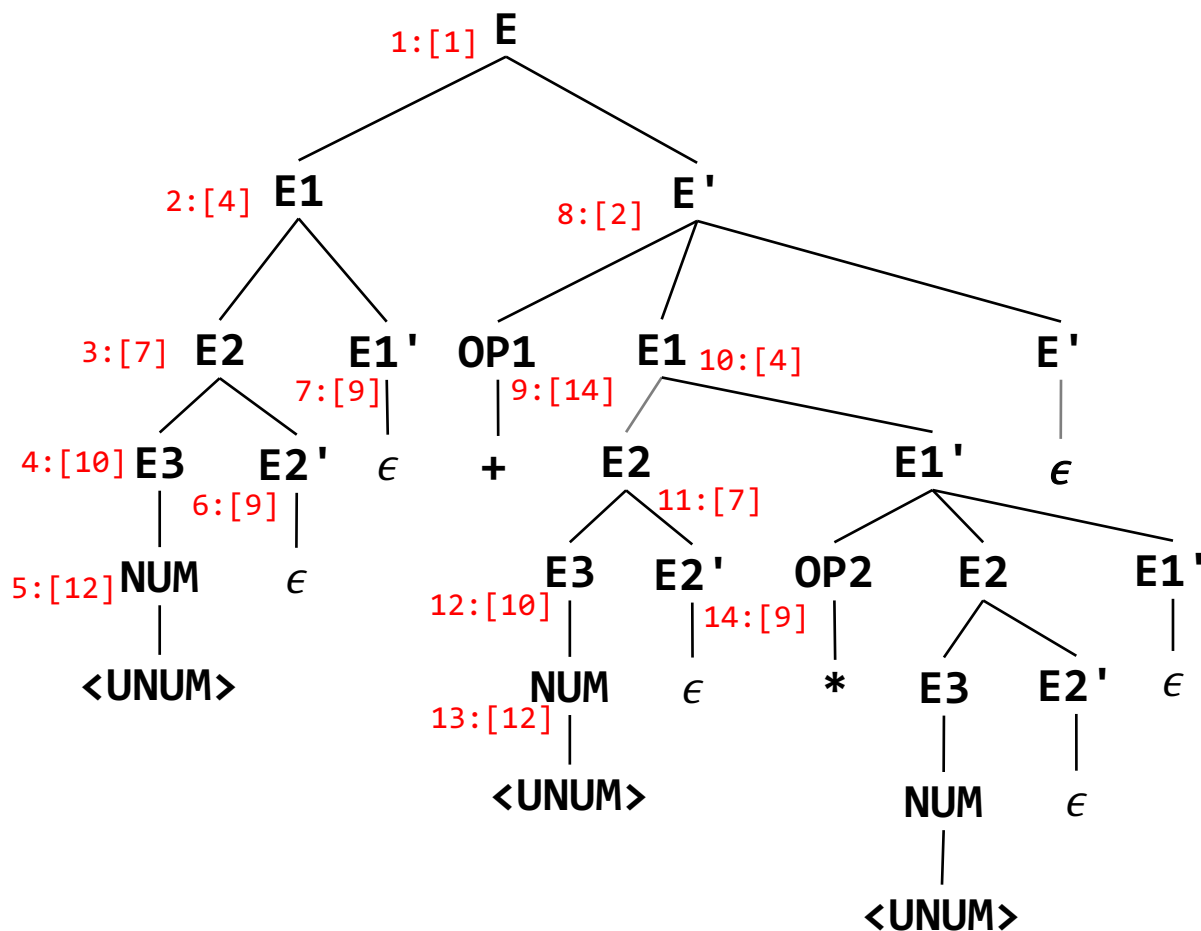 1:[1] E
2:[4] E1 8:[2] E'
3:[7] E2 E1' OP1 E1 10:[4] E'
7:[9] 9:[14]
4:[10] E3 E2' ϵ + E2 E1' ϵ
6:[9] 11:[7]
5:[12] NUM ϵ E3 E2' OP2 E2 E1'
12:[10] 14:[9]
<UNUM> NUM ϵ * E3 E2' ϵ
13:[12]
<UNUM> NUM ϵ
<UNUM>